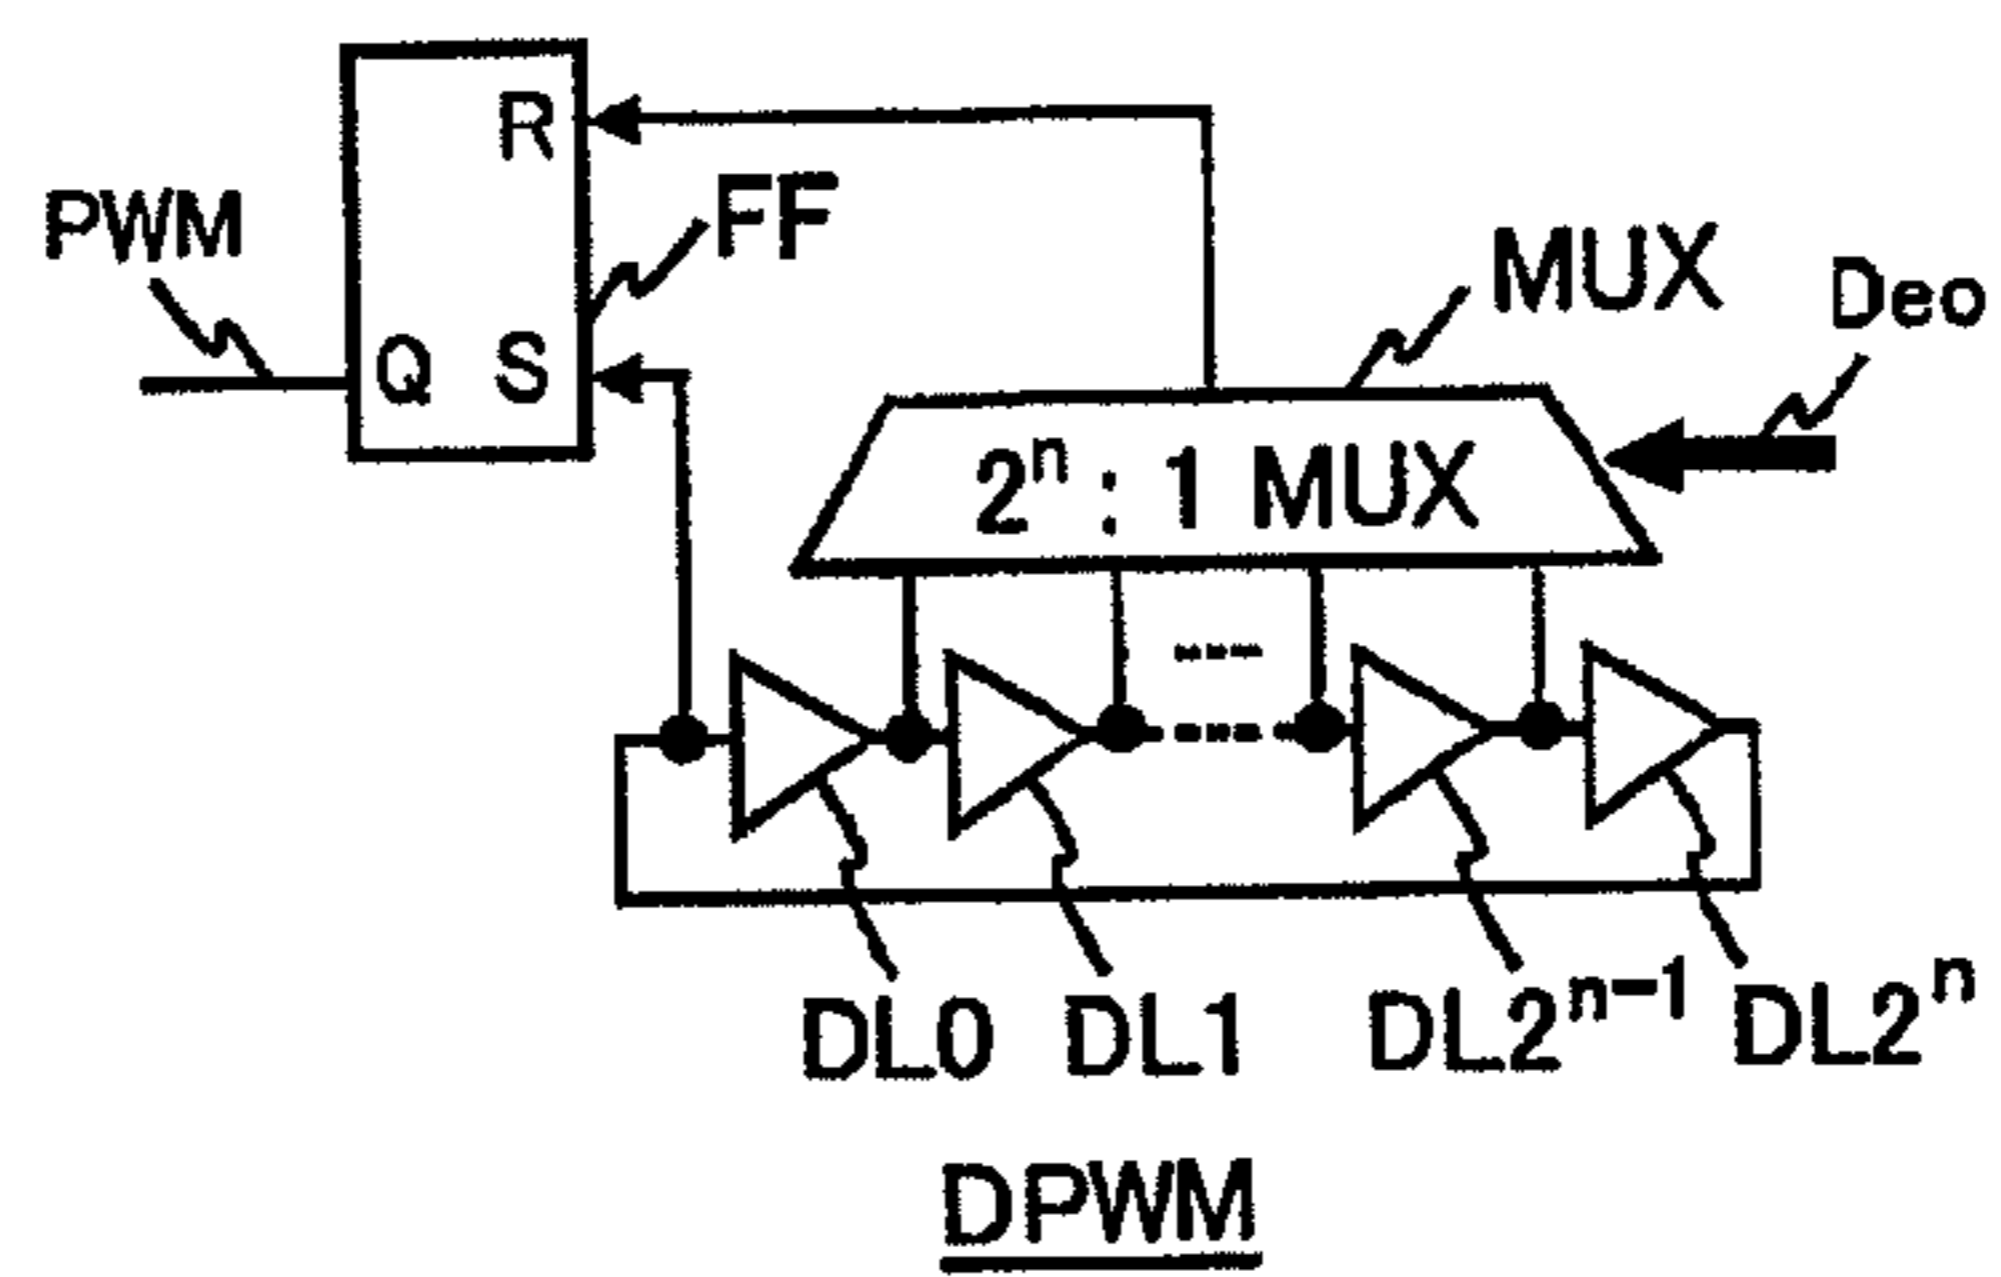 R
PWM
FF
MUX
Deo
Q S
2ⁿ : 1 MUX
DL0 DL1 DL2ⁿ⁻¹ DL2ⁿ
DPWM